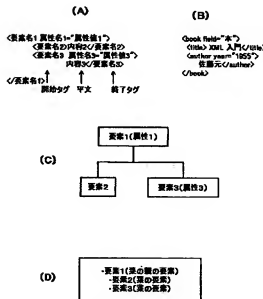 (A)
<要素名1 属性名1="属性値1">
<要素名2>内容2</要素名2>
<要素名3 属性名3="属性値3">
内容3</要素名3>
</要素名1>
開始タグ 平文 終了タグ
(B)
<book field="本">
<title> XML 入門</title>
<author year="1955">
佐藤元</author>
</book>
(C)
要素1(属性1)
要素2
要素3(属性3)
(D)
・要素1(葉の親の要素)
・要素2(葉の要素)
・要素3(葉の要素)